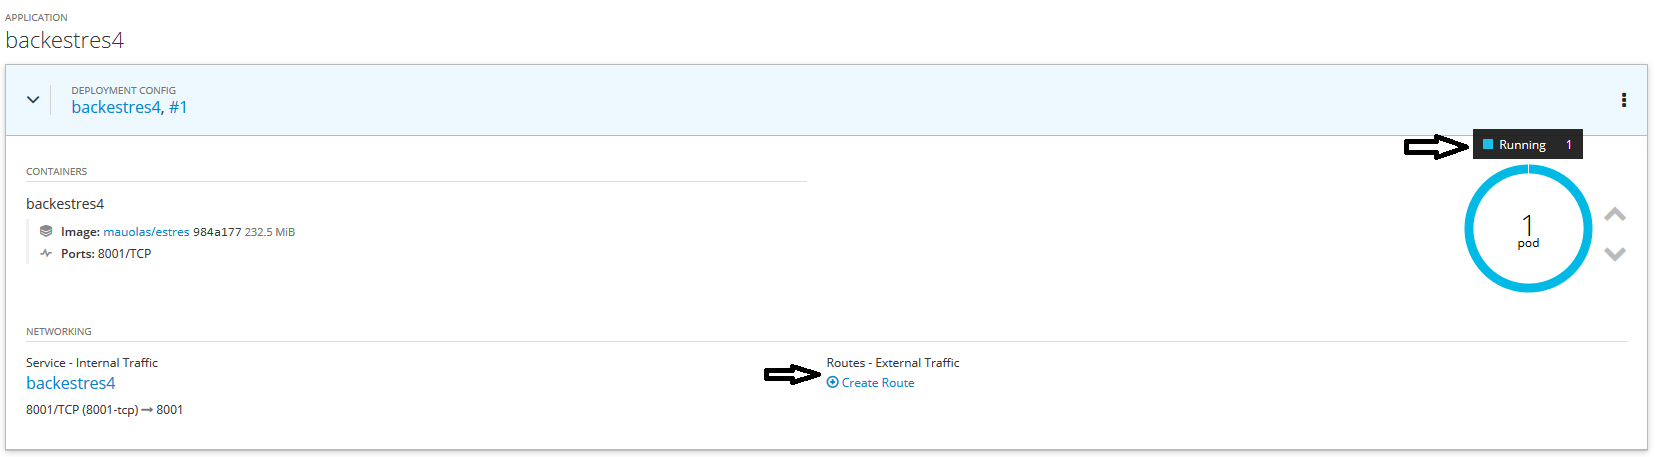 APPLICATION
backestres4
DEPLOYMENT CONFIG
backestres4, #1
Running 1
CONTAINERS
backestres4
Image: mauolas/estres 984a177 232.5 MiB
Ports: 8001/TCP
1
pod
NETWORKING
Service - Internal Traffic
backestres4
8001/TCP (8001-tcp) → 8001
Routes - External Traffic
Create Route